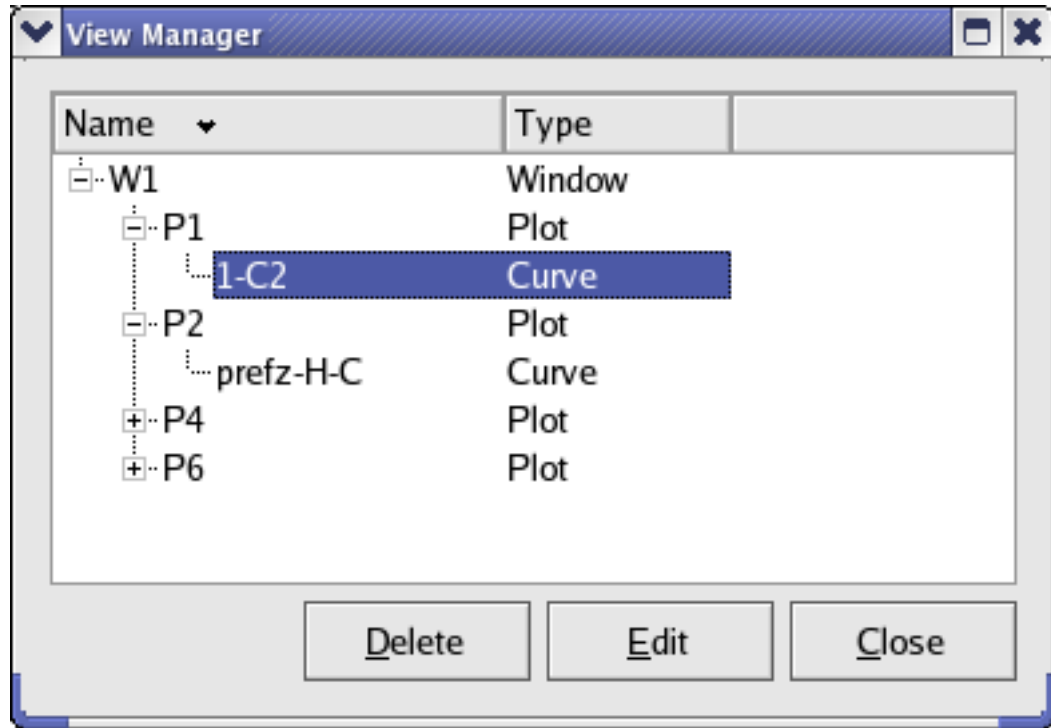 View Manager
Name Type
W1 Window
P1 Plot
1-C2 Curve
P2 Plot
prefz-H-C Curve
P4 Plot
P6 Plot
Delete Edit Close